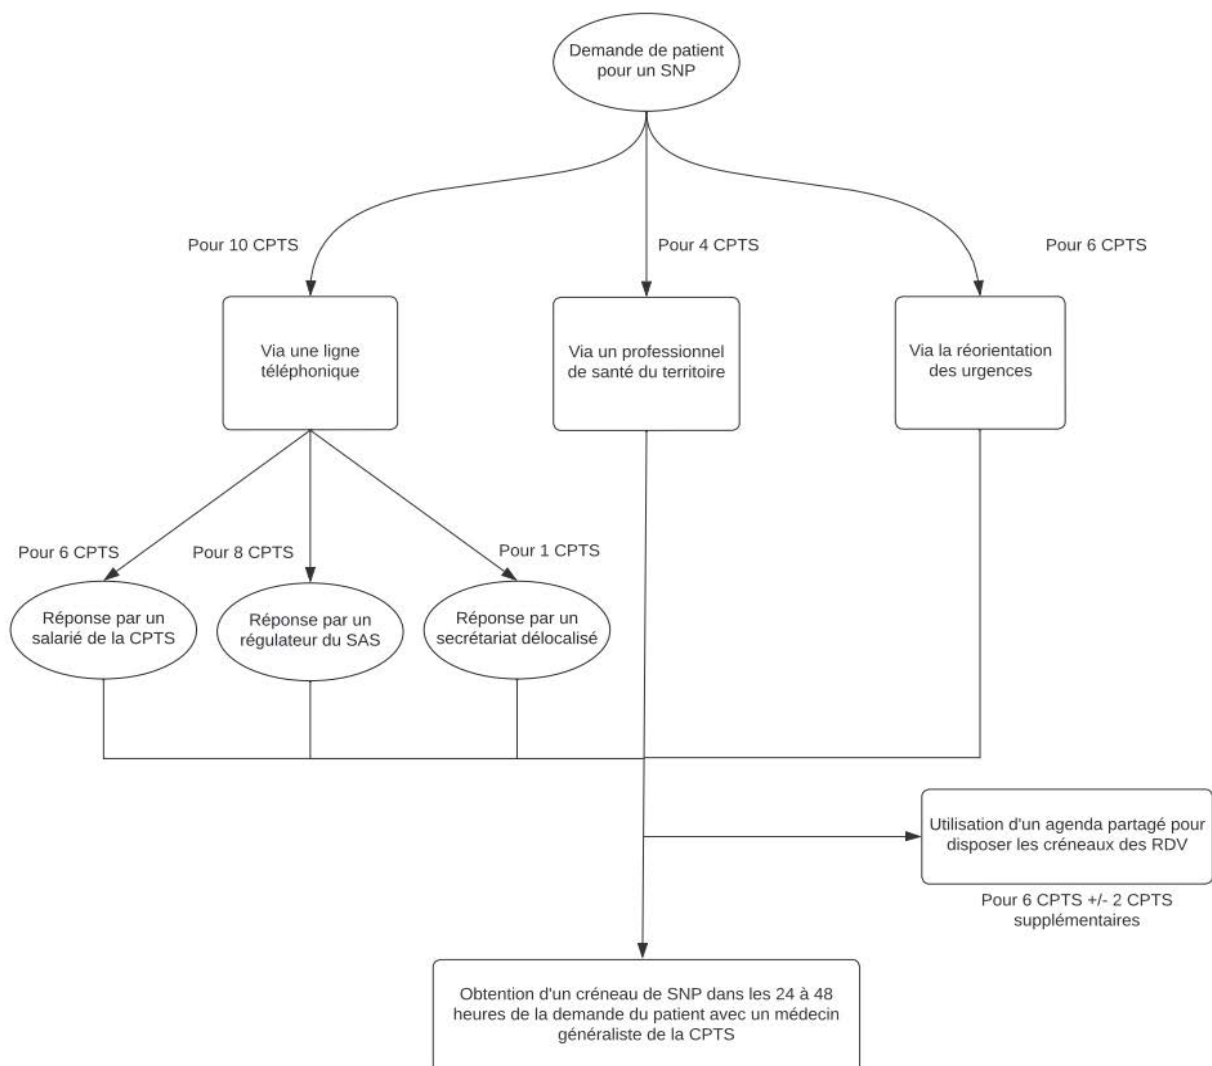 Demande de patient
pour un SNP
Pour 10 CPTS
Pour 4 CPTS
Pour 6 CPTS
Via une ligne
téléphonique
Via un professionnel
de santé du territoire
Via la réorientation
des urgences
Pour 6 CPTS
Pour 8 CPTS
Pour 1 CPTS
Réponse par un
salarié de la CPTS
Réponse par un
régulateur du SAS
Réponse par un
secrétariat délocalisé
Utilisation d'un agenda partagé pour
disposer les créneaux des RDV
Pour 6 CPTS +/- 2 CPTS
supplémentaires
Obtention d'un créneau de SNP dans les 24 à 48
heures de la demande du patient avec un médecin
généraliste de la CPTS